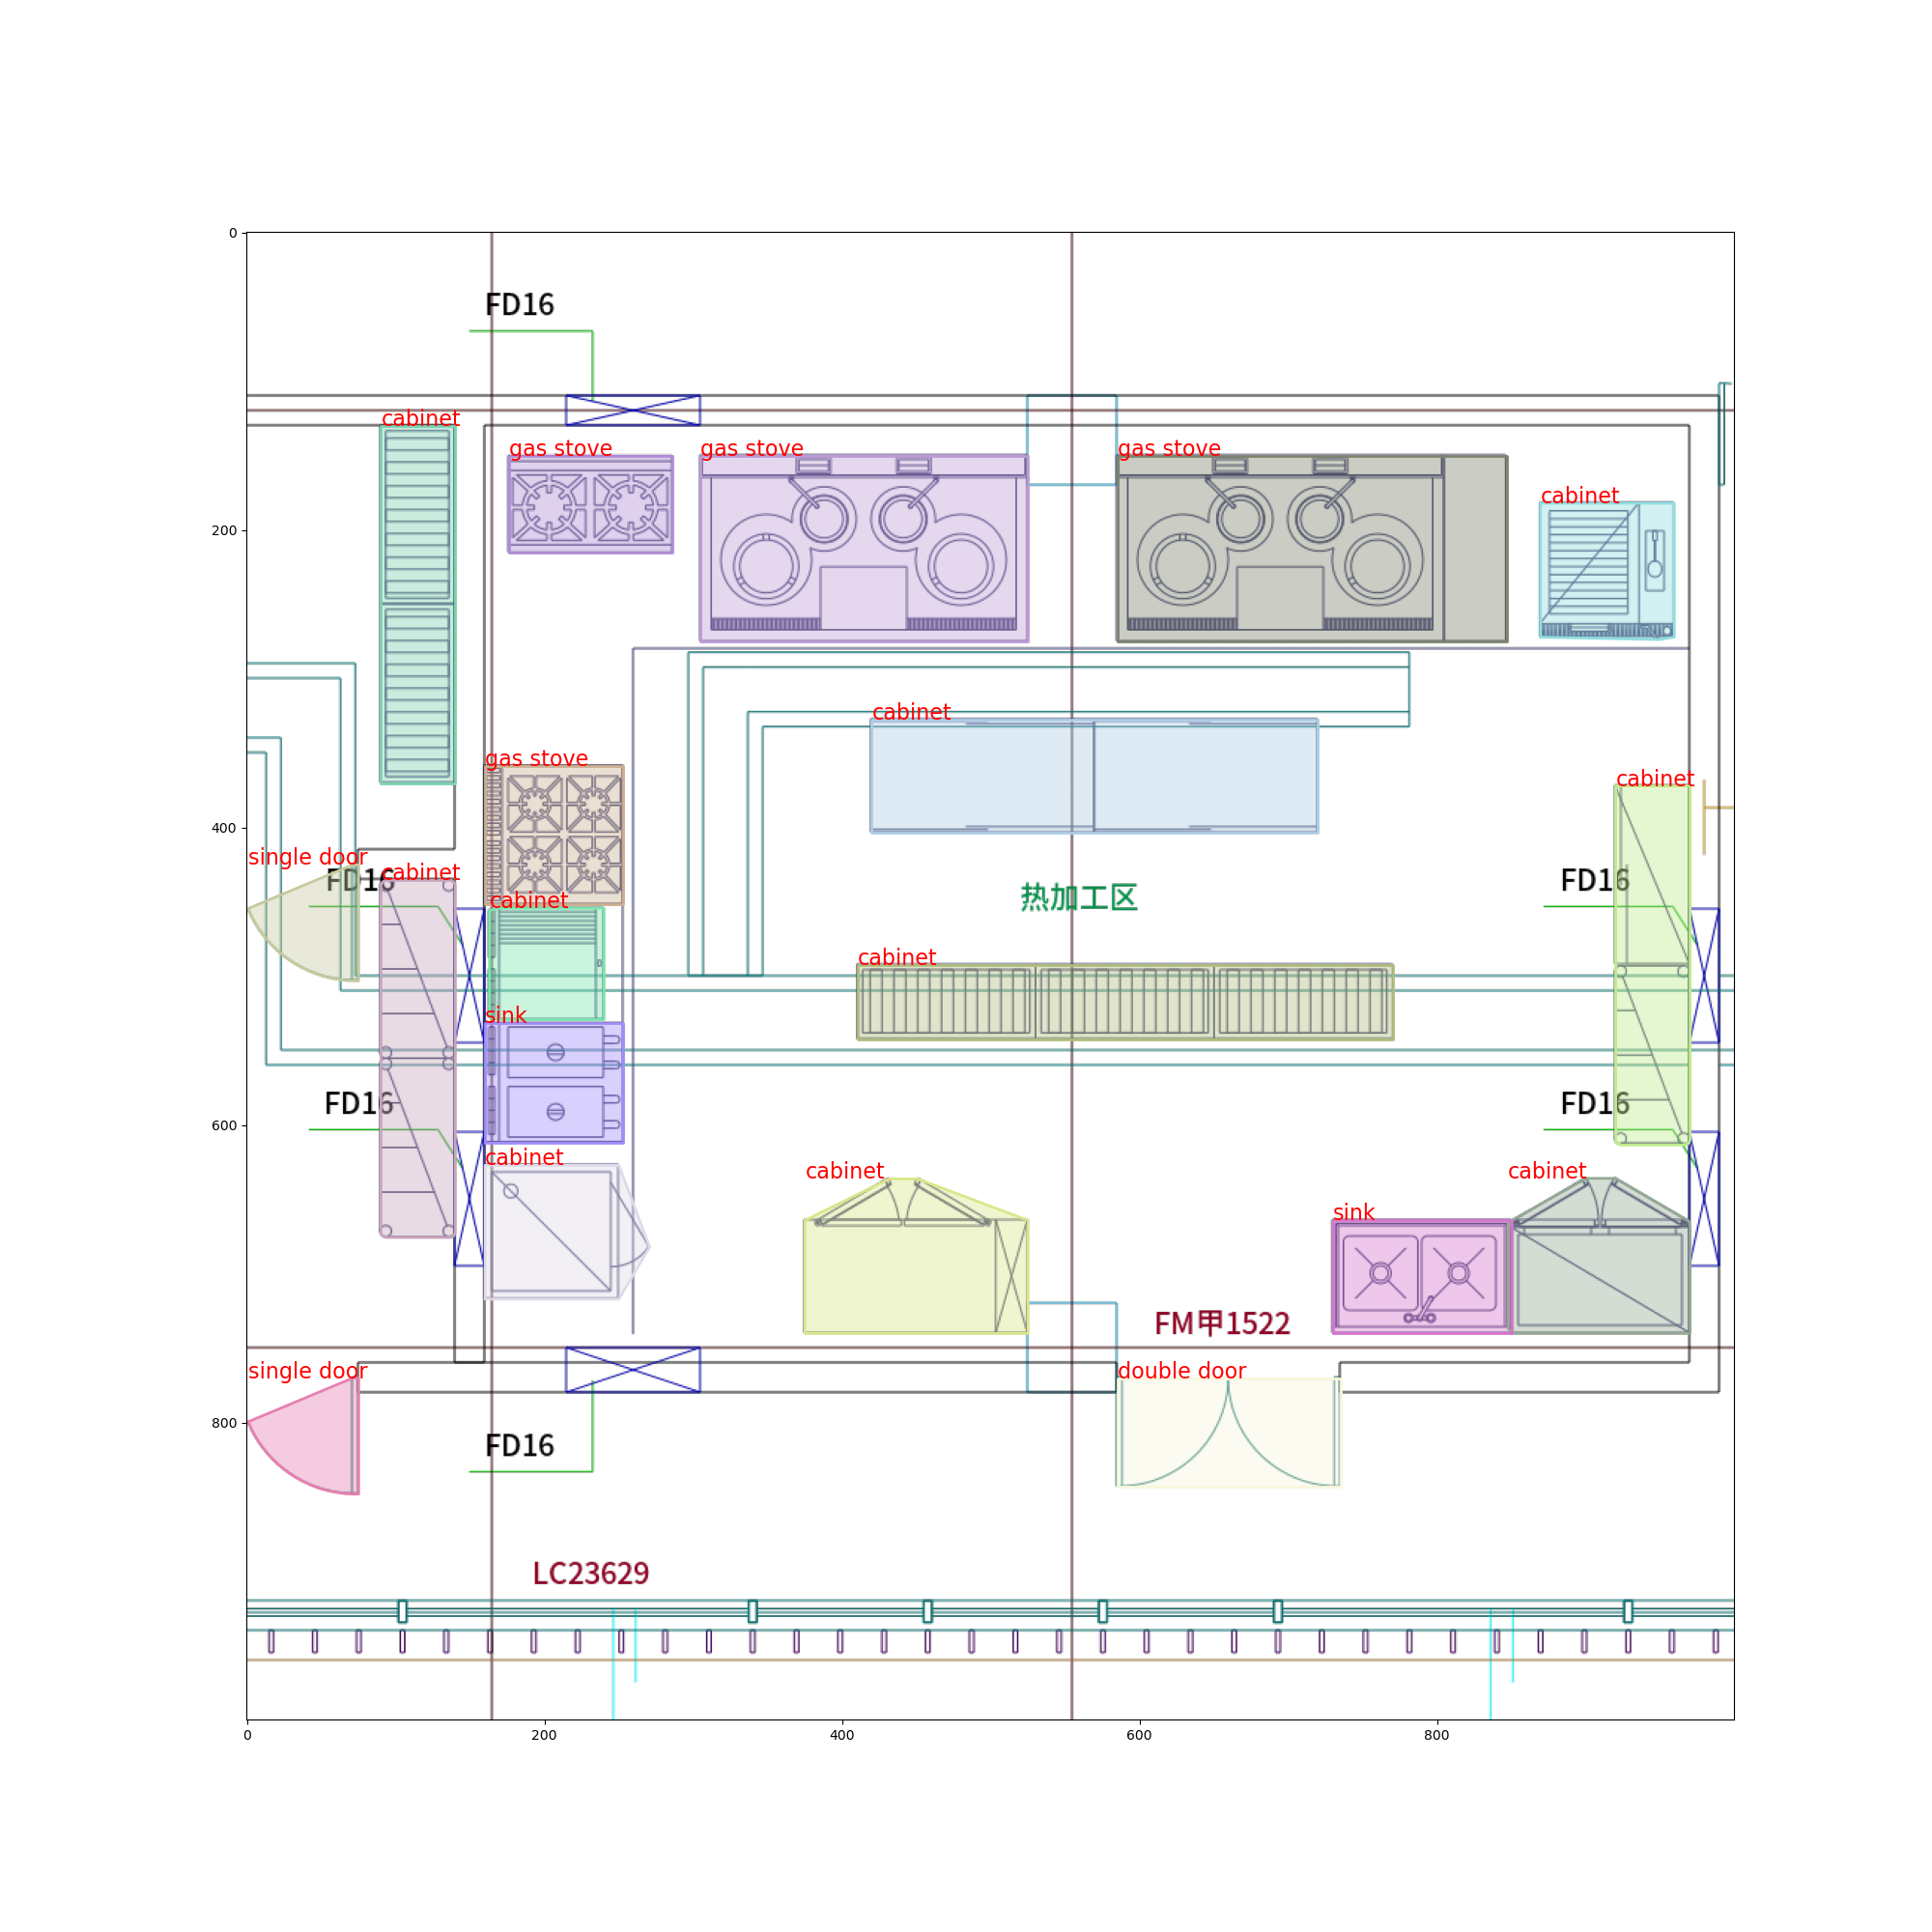 0
FD16
cabinet
gas stove
gas stove
gas stove
cabinet
200
cabinet
gas stove
cabinet
400
single door
FD16
cabinet
cabinet
热加工区
FD16
cabinet
sink
600
FD16
FD16
cabinet
cabinet
cabinet
sink
FM甲1522
single door
double door
800
FD16
LC23629
0
200
400
600
800